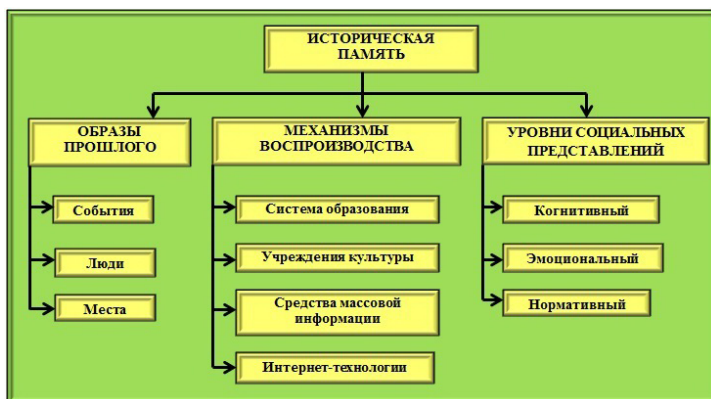 ИСТОРИЧЕСКАЯ
ПАМЯТЬ
ОБРАЗЫ
ПРОШЛОГО
События
Люди
Места
МЕХАНИЗМЫ
ВОСПРОИЗВОДСТВА
Система образования
Учреждения культуры
Средства массовой
информации
Интернет-технологии
УРОВНИ СОЦИАЛЬНЫХ
ПРЕДСТАВЛЕНИЙ
Когнитивный
Эмоциональный
Нормативный